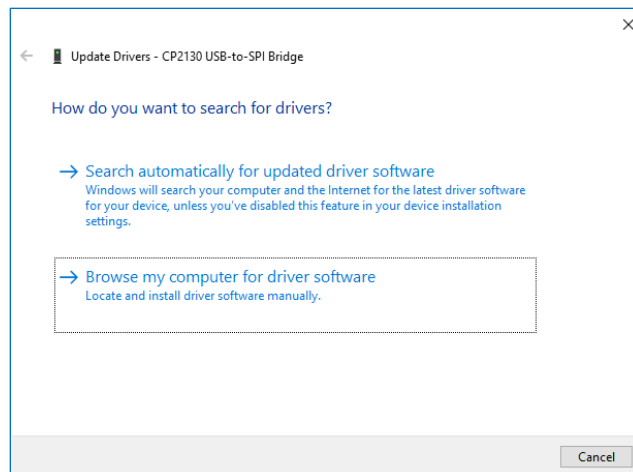 Update Drivers - CP2130 USB-to-SPI Bridge
How do you want to search for drivers?
Search automatically for updated driver software
Windows will search your computer and the Internet for the latest driver software
for your device, unless you've disabled this feature in your device installation
settings.
Browse my computer for driver software
Locate and install driver software manually.
Cancel